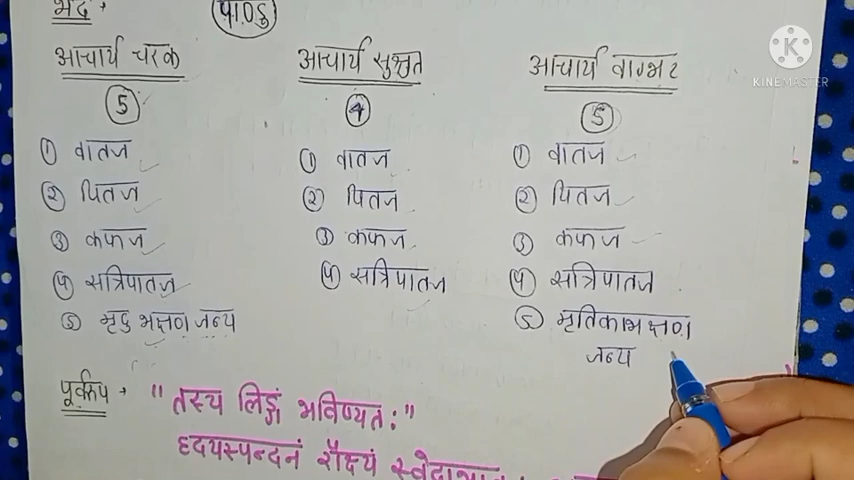 भेद →
पाण्डु
आचार्य चरक
5
① वातज
② पितज
③ कफज
④ सन्निपातज
⑤ मृदु भक्षण जन्य
आचार्य सुश्रुत
4
① वातज
② पितज
③ कफज
④ सन्निपातज
आचार्य वाग्भट
5
① वातज
② पितज
③ कफज
④ सन्निपातज
⑤ मृतिकाभक्षण
जन्य
पूर्वरूप → "तस्य लिङ्गं भविष्यतः"
हृदयस्पन्दनं रौक्ष्यं स्वेदाभाव
K
KINEMASTER